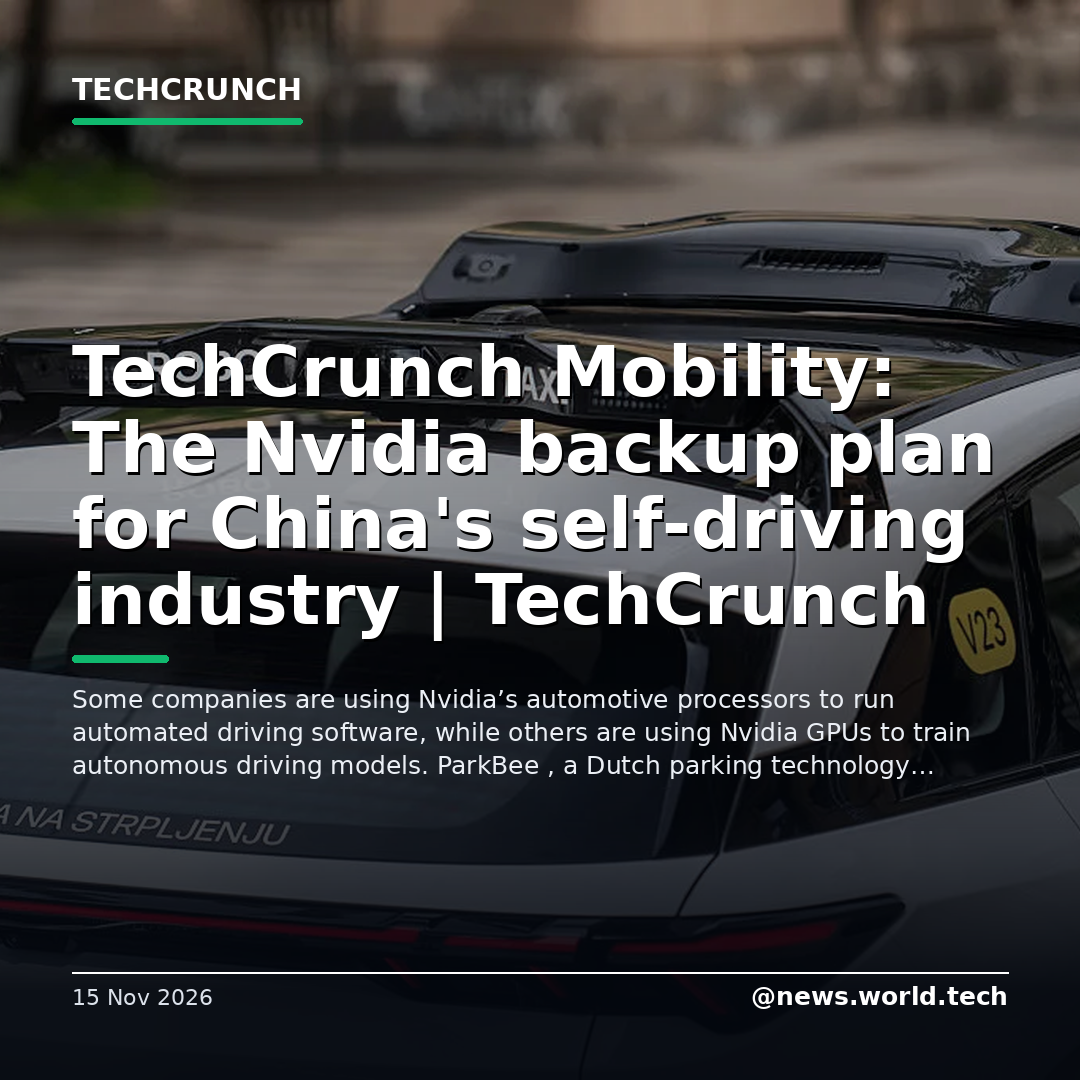 TECHCRUNCH
TechCrunch Mobility:
The Nvidia backup plan
for China's self-driving
industry | TechCrunch
V23
Some companies are using Nvidia’s automotive processors to run
automated driving software, while others are using Nvidia GPUs to train
autonomous driving models. ParkBee , a Dutch parking technology…
A NA STRPLJENJU
15 Nov 2026
@news.world.tech